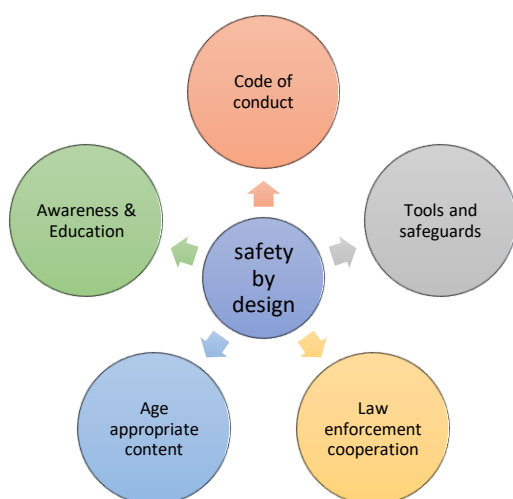 Code of
conduct
Awareness &
Education
Tools and
safeguards
safety
by
design
Age
appropriate
content
Law
enforcement
cooperation